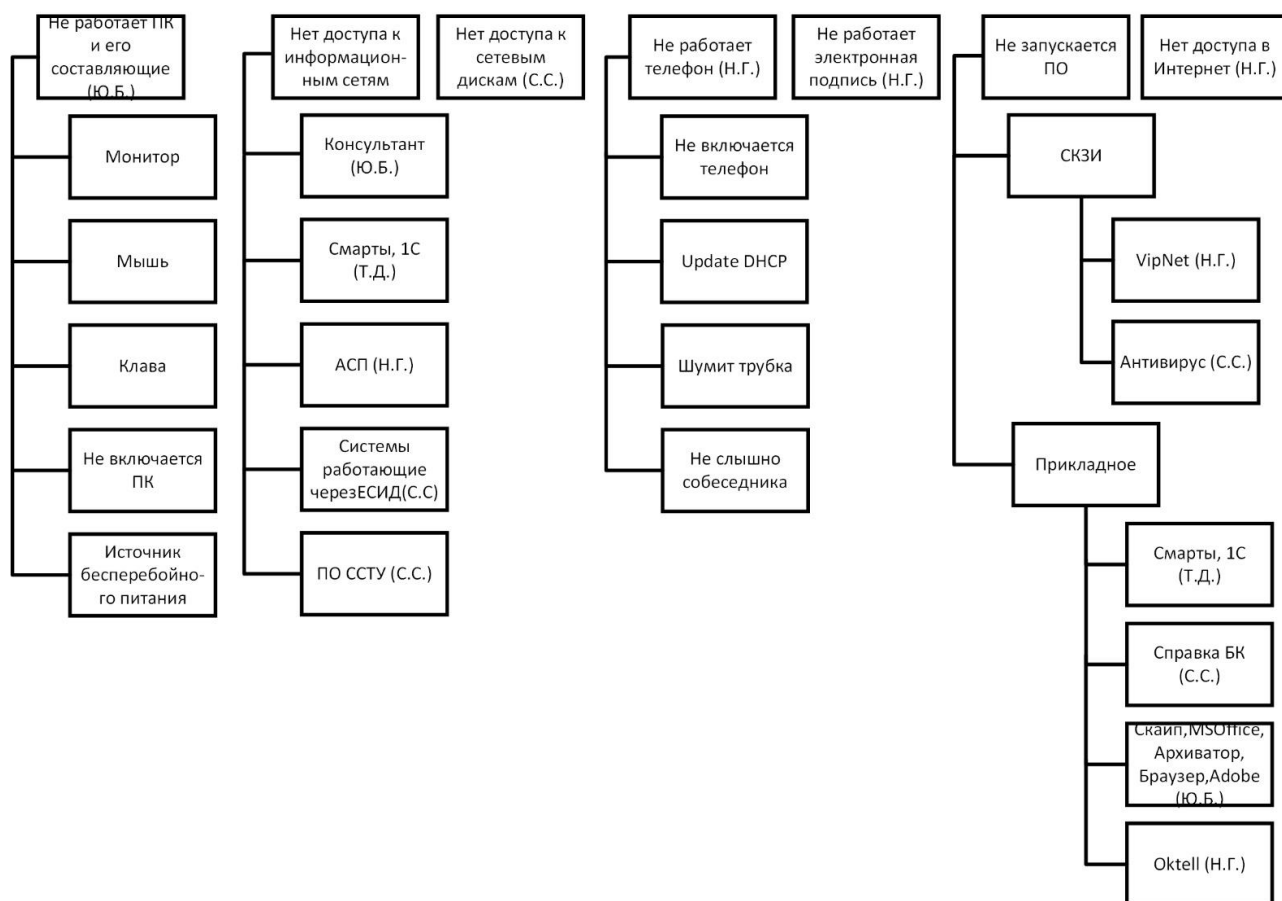 Не работает ПК
и его
составляющие
(Ю.Б.)
Монитор
Мышь
Клава
Не включается
ПК
Источник
бесперебойно-
го питания
Нет доступа к
информацион-
ным сетям
Консультант
(Ю.Б.)
Смарты, 1С
(Т.Д.)
АСП (Н.Г.)
Системы
работающие
черезЕСИД(С.С)
ПО ССТУ (С.С.)
Нет доступа к
сетевым
дискам (С.С.)
Не работает
телефон (Н.Г.)
Не включается
телефон
Update DHCP
Шумит трубка
Не слышно
собеседника
Не работает
электронная
подпись (Н.Г.)
Не запускается
ПО
СКЗИ
VipNet (Н.Г.)
Антивирус (С.С.)
Прикладное
Смарты, 1С
(Т.Д.)
Справка БК
(С.С.)
Скайп,MSOffice,
Архиватор,
Браузер,Adobe
(Ю.Б.)
Oktell (Н.Г.)
Нет доступа в
Интернет (Н.Г.)